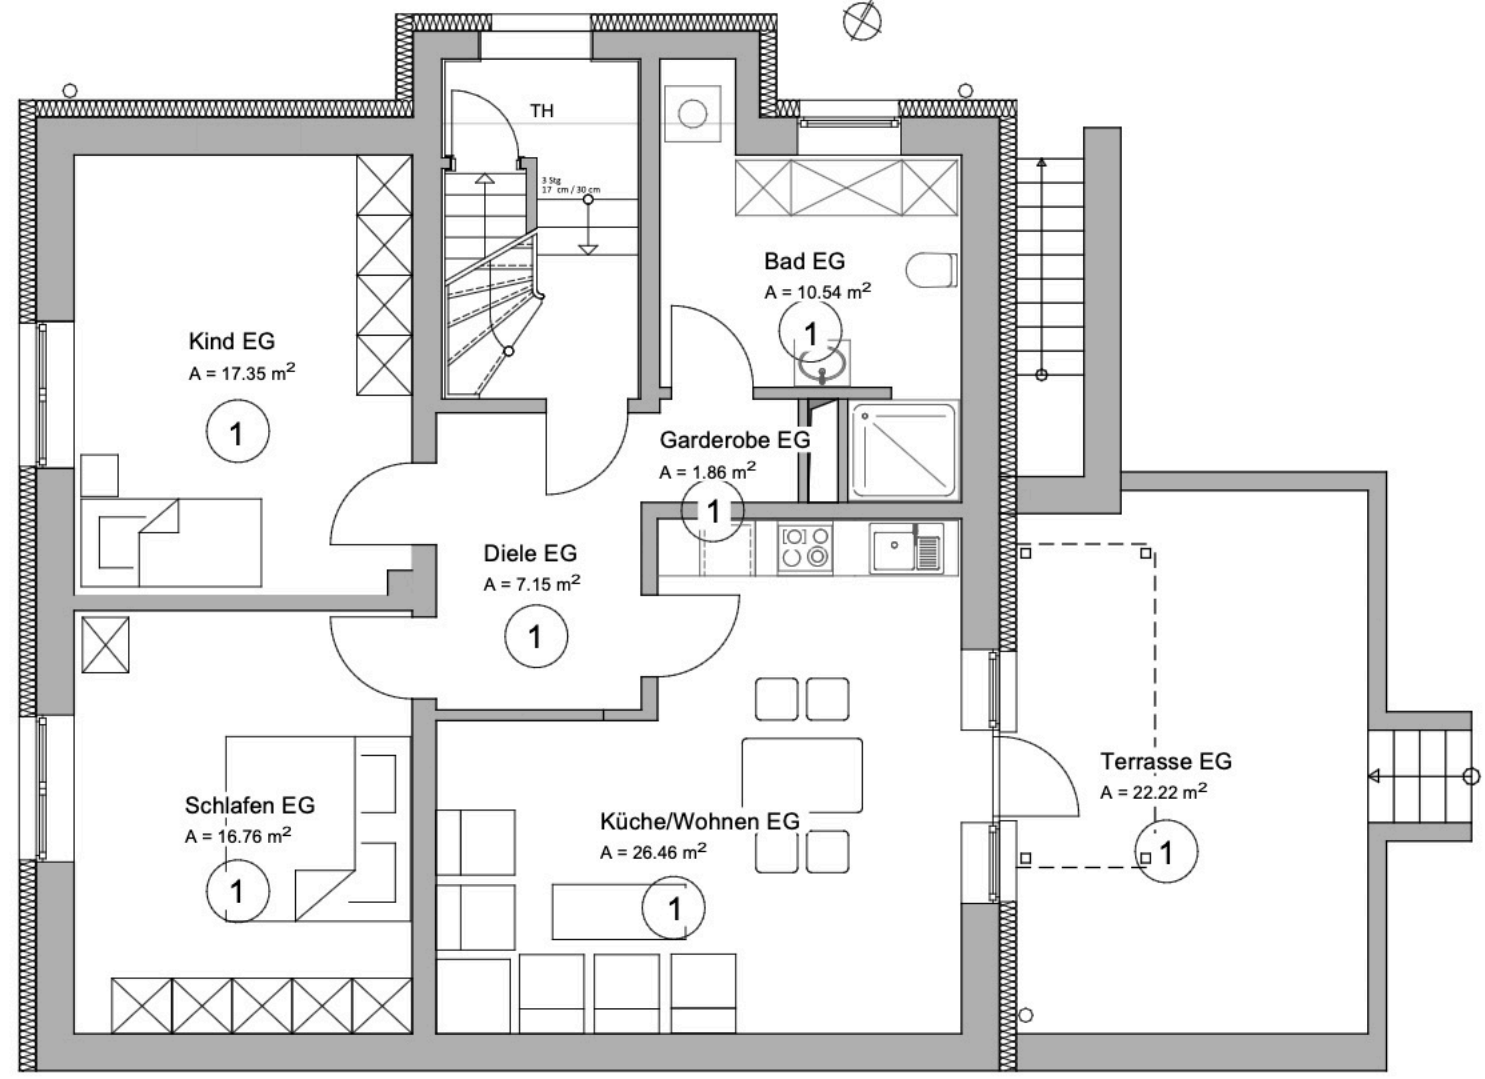 TH
3 Stg
17 cm / 30 cm
Bad EG
A = 10.54 m²
1
Kind EG
A = 17.35 m²
1
Garderobe EG
A = 1.86 m²
1
Diele EG
A = 7.15 m²
1
Terrasse EG
A = 22.22 m²
1
Schlafen EG
A = 16.76 m²
1
Küche/Wohnen EG
A = 26.46 m²
1